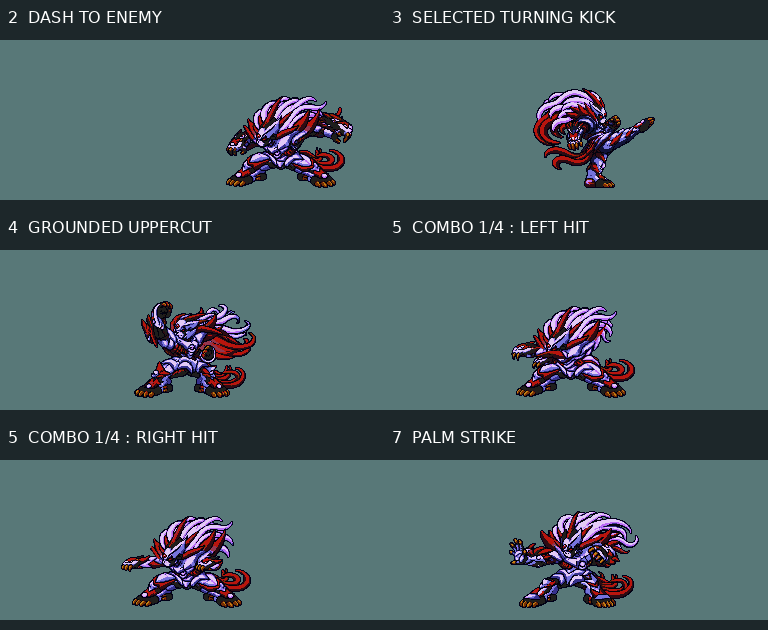 2 DASH TO ENEMY
3 SELECTED TURNING KICK
4 GROUNDED UPPERCUT
5 COMBO 1/4 : LEFT HIT
5 COMBO 1/4 : RIGHT HIT
7 PALM STRIKE